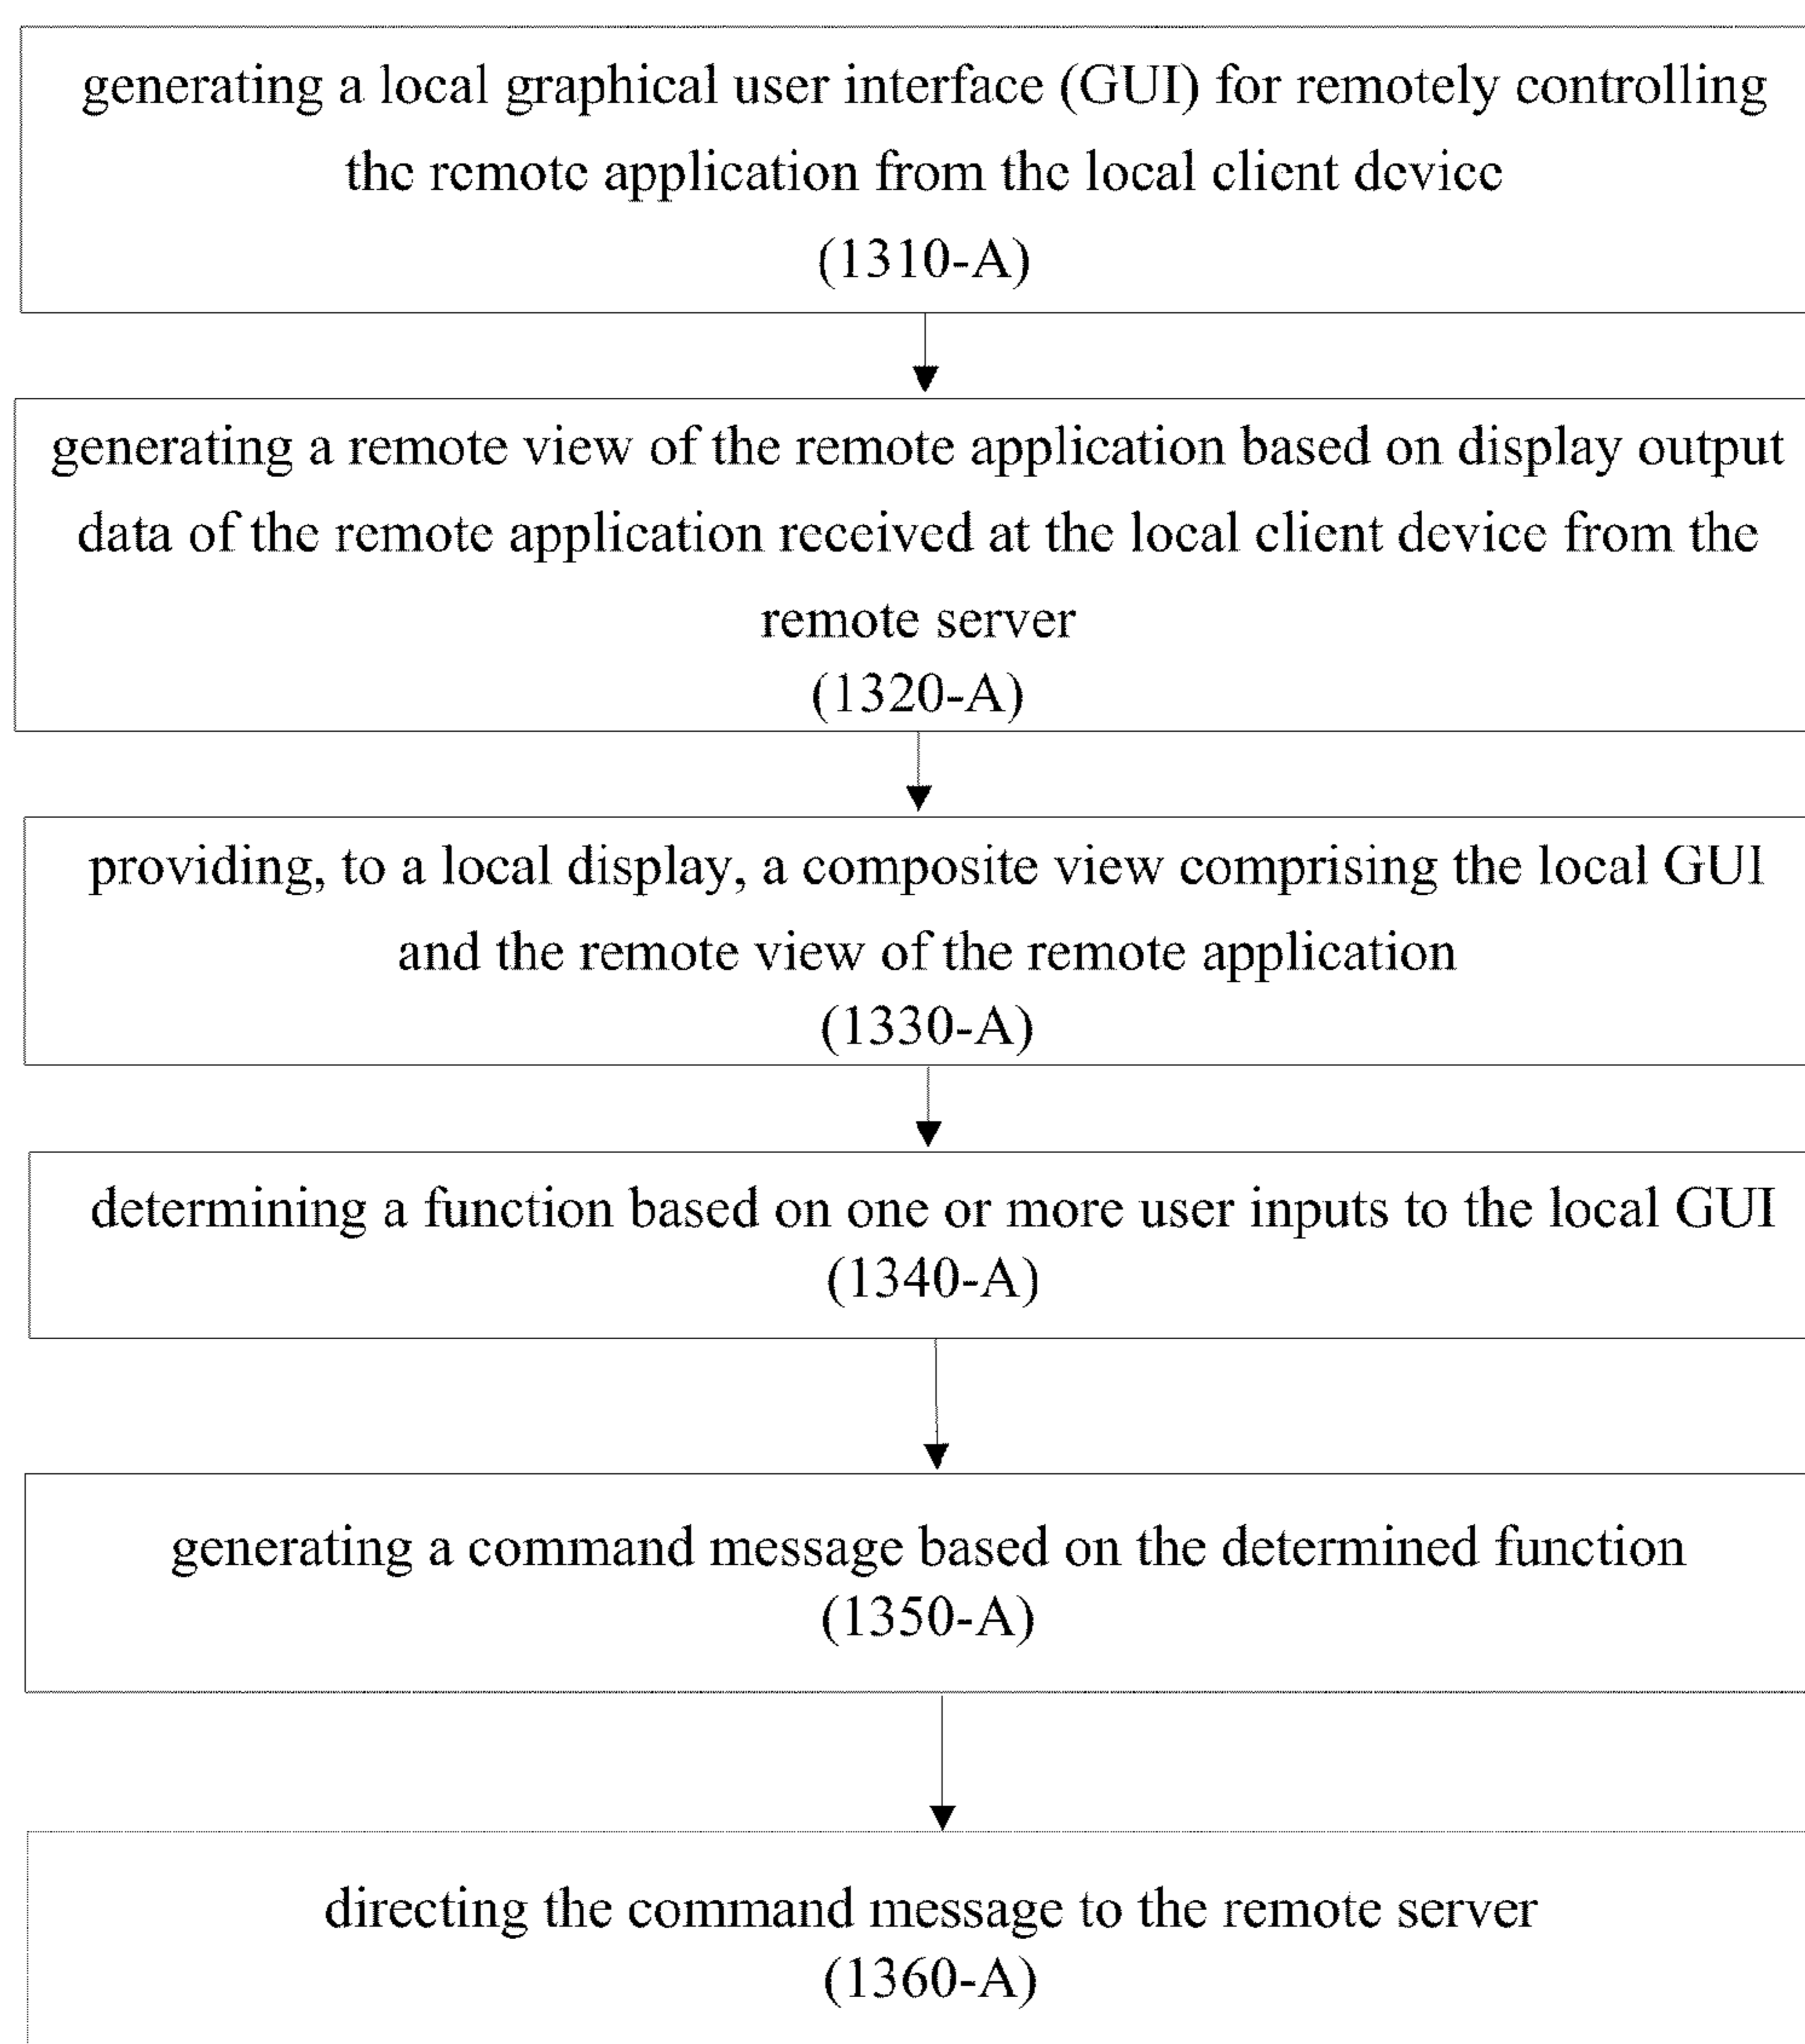 generating a local graphical user interface (GUI) for remotely controlling
the remote application from the local client device
(1310-A)
generating a remote view of the remote application based on display output
data of the remote application received at the local client device from the
remote server
(1320-A)
providing, to a local display, a composite view comprising the local GUI
and the remote view of the remote application
(1330-A)
determining a function based on one or more user inputs to the local GUI
(1340-A)
generating a command message based on the determined function
(1350-A)
directing the command message to the remote server
(1360-A)